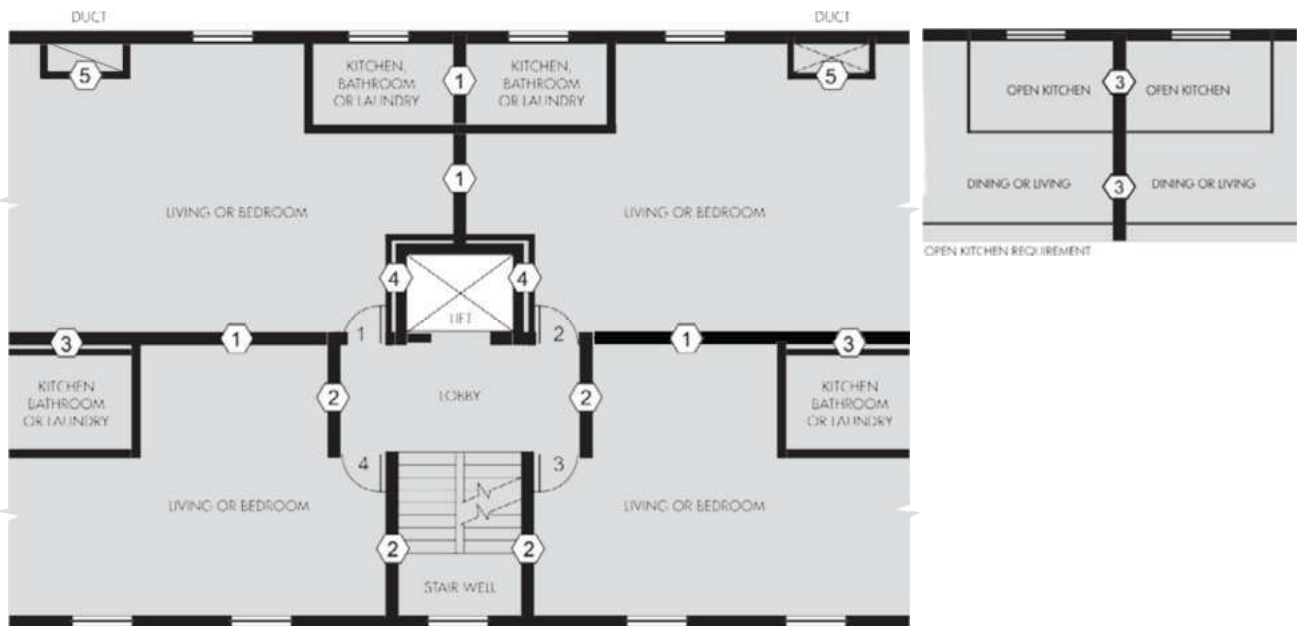 DUCT
DUCT
5
KITCHEN,
BATHROOM
OR LAUNDRY
1
KITCHEN,
BATHROOM
OR LAUNDRY
5
3
OPEN KITCHEN
OPEN KITCHEN
1
3
DINING OR LIVING
DINING OR LIVING
LIVING OR BEDROOM
LIVING OR BEDROOM
OPEN KITCHEN REQUIREMENT
4
4
LIFT
1
2
3
1
1
3
KITCHEN
BATHROOM
OR LAUNDRY
2
LOBBY
2
KITCHEN
BATHROOM
OR LAUNDRY
4
3
LIVING OR BEDROOM
LIVING OR BEDROOM
2
2
STAIR WELL